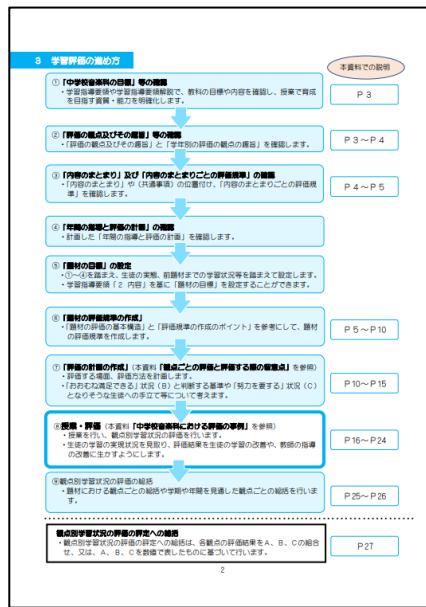 3 学習評価の進め方
本資料での説明
①「中学校音楽科の目標」等の確認
・学習指導要領や学習指導要領解説で、教科の目標や内容を確認し、授業で育成
を目指す資質・能力を明確化します。
P3
②「評価の観点及びその趣旨」等の確認
・「評価の観点及びその趣旨」と「学年別の評価の観点の趣旨」を確認します。
P3～P4
③「内容のまとまり」及び「内容のまとまりごとの評価規準」の確認
・「内容のまとまり」や〔共通事項〕の位置付け、「内容のまとまりごとの評価規
準」を確認します。
P4～P5
④「年間の指導と評価の計画」の確認
・計画した「年間の指導と評価の計画」を確認します。
⑤「題材の目標」の設定
・①～④を踏まえ、生徒の実態、前題材までの学習状況等を踏まえて設定します。
・学習指導要領「2 内容」を基に「題材の目標」を設定することができます。
⑥「題材の評価規準の作成」
・「題材の評価の基本構造」と「評価規準の作成のポイント」を参考にして、題材
の評価規準を作成します。
P5～P10
⑦「評価の計画の作成」（本資料「観点ごとの評価と評価する際の留意点」を参照）
・評価する場面、評価方法を計画します。
・「おおむね満足できる」状況（B）と判断する基準や「努力を要する」状況（C）
となりそうな生徒への手立て等について考えます。
P10～P15
⑧授業・評価（本資料「中学校音楽科における評価の事例」を参照）
・授業を行い、観点別学習状況の評価を行います。
・生徒の学習の実現状況を見取り、評価結果を生徒の学習の改善や、教師の指導
の改善に生かすようにします。
P16～P24
⑨観点別学習状況の評価の総括
・題材における観点ごとの総括や学期や年間を見通した観点ごとの総括を行いま
す。
P25～P26
観点別学習状況の評価の評定への総括
・観点別学習状況の評価の評定への総括は、各観点の評価結果をA、B、Cの組合
せ、又は、A、B、Cを数値で表したものに基づいて行います。
P27
2